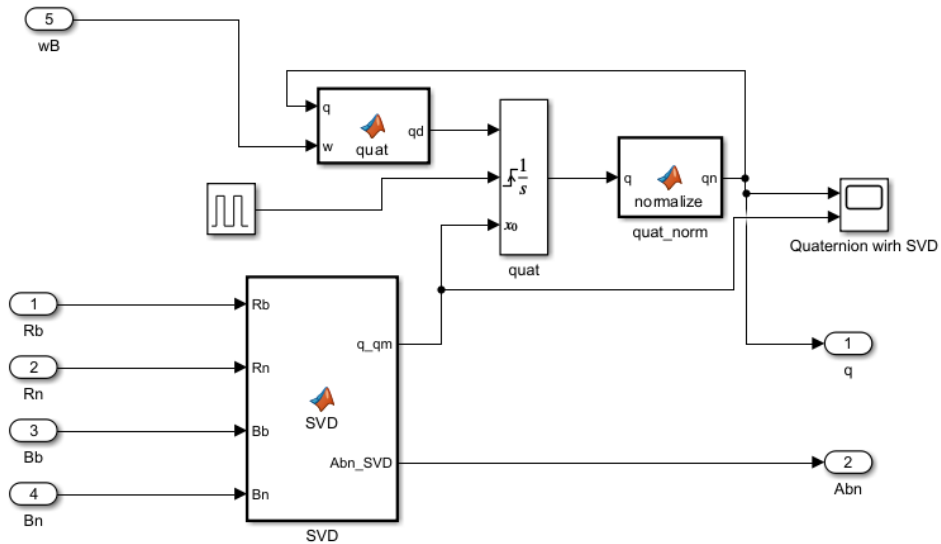 5
wB
q
w
qd
quat
1
s
x0
quat
q
qn
normalize
quat_norm
Quaternion wirh SVD
1
Rb
2
Rn
3
Bb
4
Bn
Rb
Rn
Bb
Bn
q_qm
SVD
Abn_SVD
SVD
1
q
2
Abn